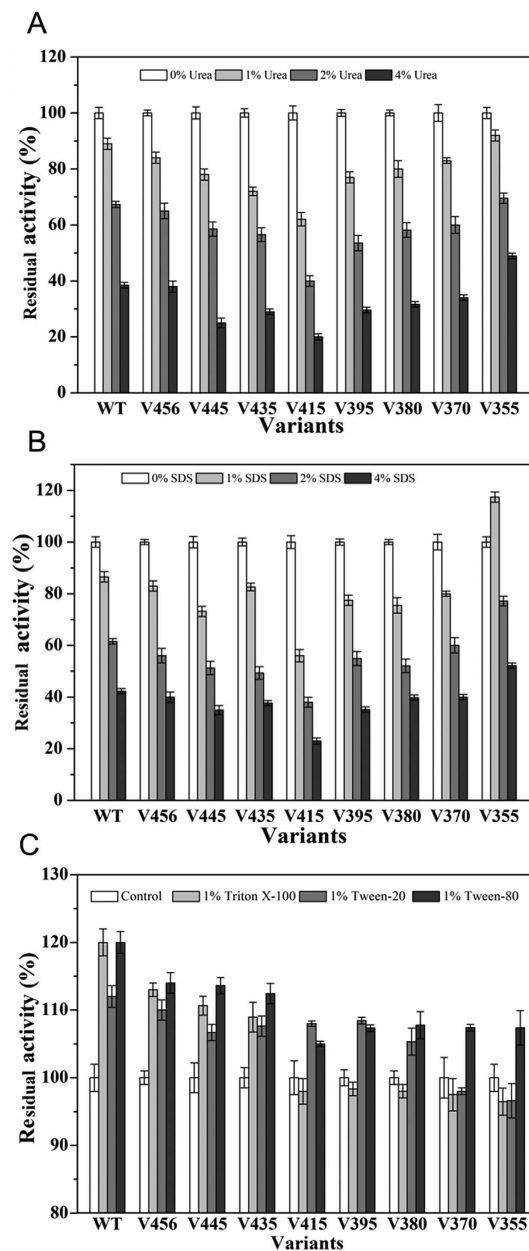 A
120
0% Urea 1% Urea 2% Urea 4% Urea
100
80
60
40
20
0
Residual activity (%)
WT V456 V445 V435 V415 V395 V380 V370 V355
Variants
B
0% SDS 1% SDS 2% SDS 4% SDS
120
100
80
60
40
20
0
Residual activity (%)
WT V456 V445 V435 V415 V395 V380 V370 V355
Variants
C
130
Control 1% Triton X-100 1% Tween-20 1% Tween-80
120
110
100
90
80
Residual activity (%)
WT V456 V445 V435 V415 V395 V380 V370 V355
Variants